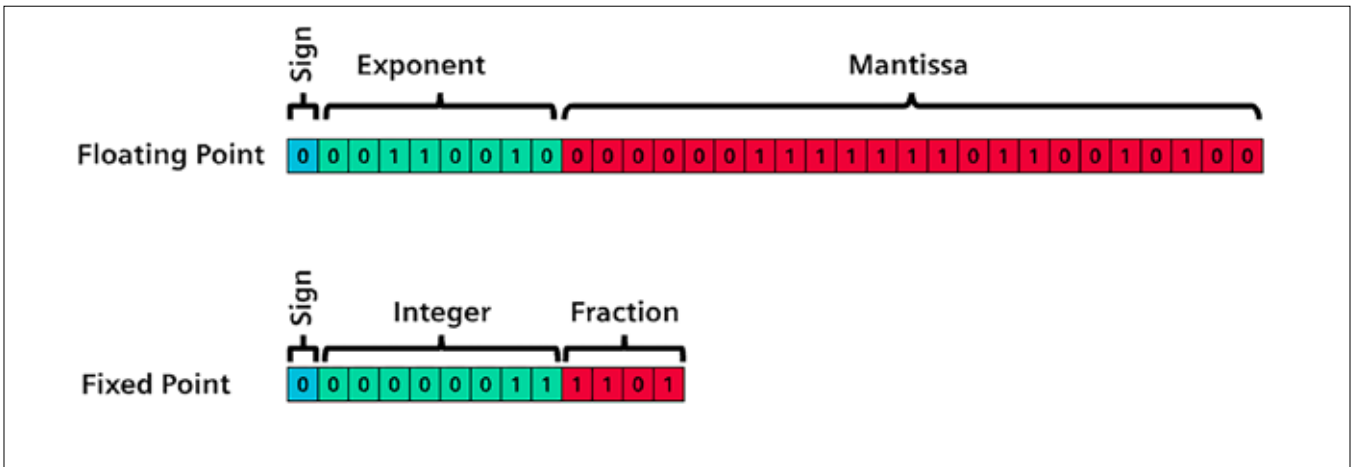 Sign Exponent Mantissa
Floating Point 0 0 0 1 1 0 0 1 0 0 0 0 0 0 0 1 1 1 1 1 1 1 0 1 1 0 0 1 0 1 0 0
Sign Integer Fraction
Fixed Point 0 0 0 0 0 0 0 1 1 1 1 0 1